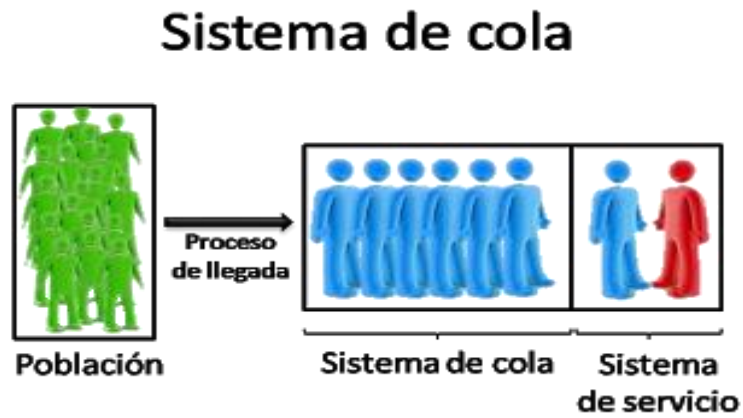 Sistema de cola
Proceso
de llegada
Población
Sistema de cola
Sistema
de servicio